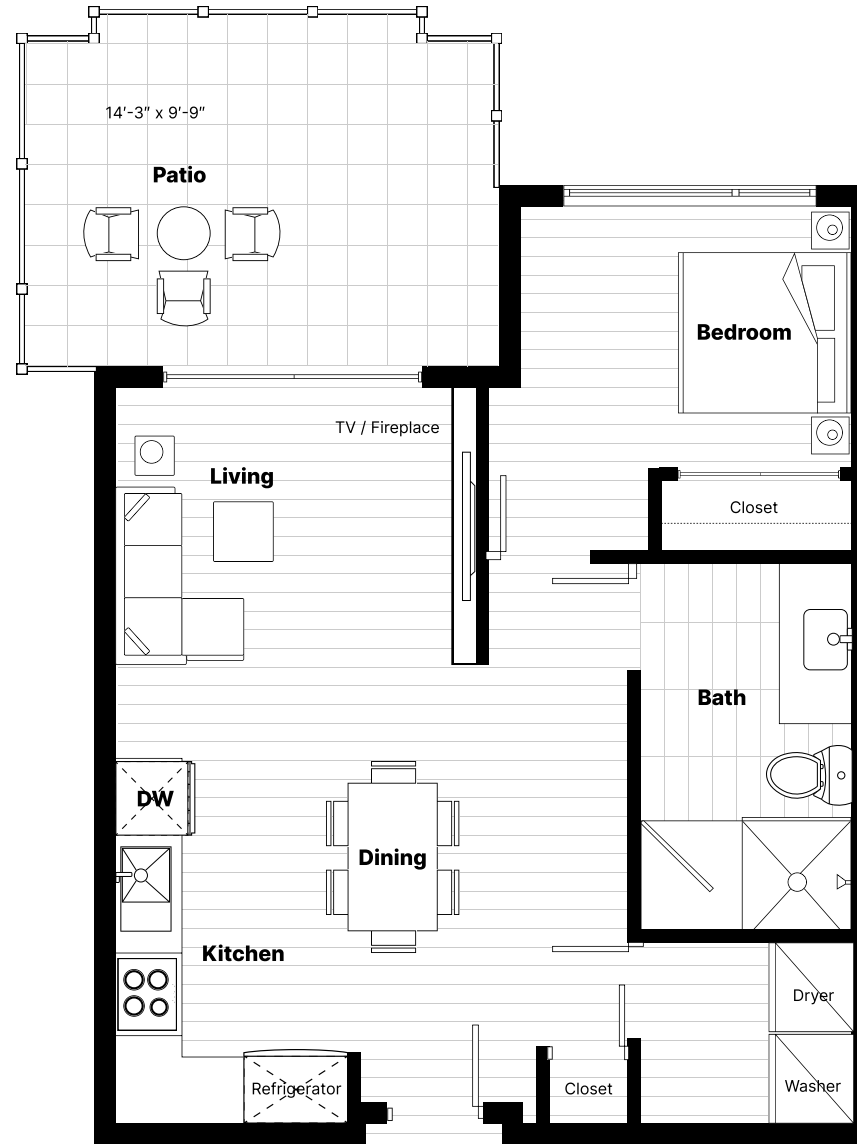 14′-3″ x 9′-9″
Patio
Bedroom
TV / Fireplace
Living
Closet
Bath
DW
Dining
Kitchen
Dryer
Refrigerator
Closet
Washer